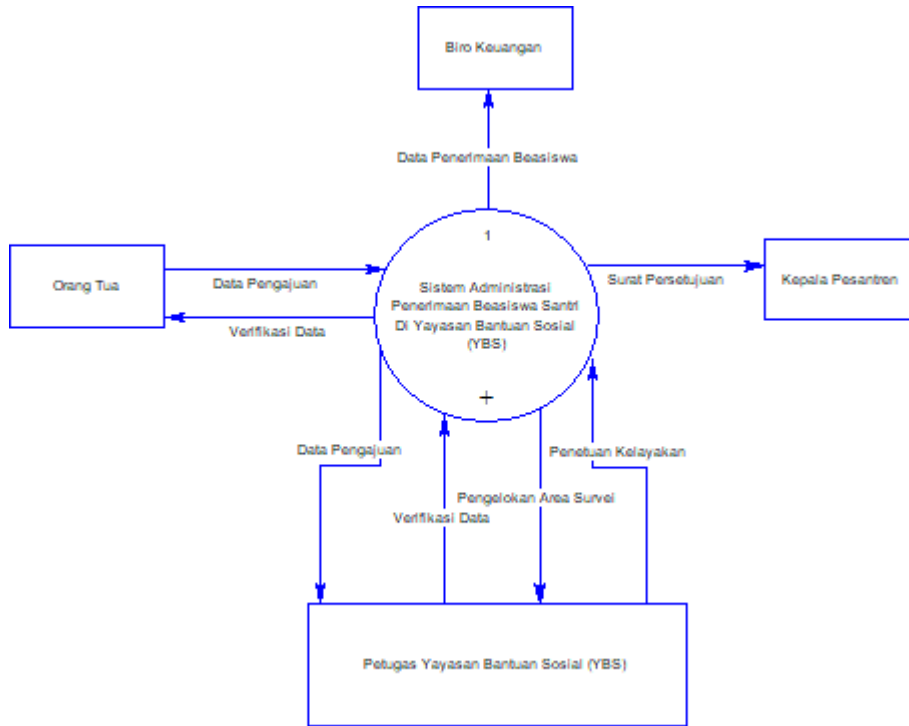 Biro Keuangan
Data Penerimaan Beasiswa
1
Orang Tua
Data Pengajuan
Verifikasi Data
Sistem Administrasi
Penerimaan Beasiswa Santri
Di Yayasan Bantuan Sosial
(YBS)
+
Surat Persetujuan
Kepala Pesantren
Data Pengajuan
Verifikasi Data
Pengelokan Area Survei
Penetuan Kelayakan
Petugas Yayasan Bantuan Sosial (YBS)